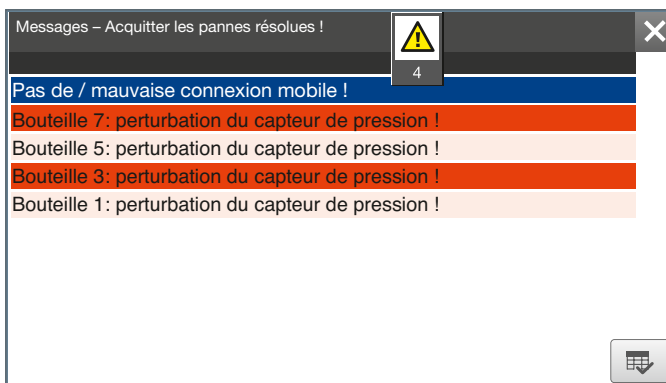 Messages – Acquitter les pannes résolues !
4
Pas de / mauvaise connexion mobile !
Bouteille 7: perturbation du capteur de pression !
Bouteille 5: perturbation du capteur de pression !
Bouteille 3: perturbation du capteur de pression !
Bouteille 1: perturbation du capteur de pression !